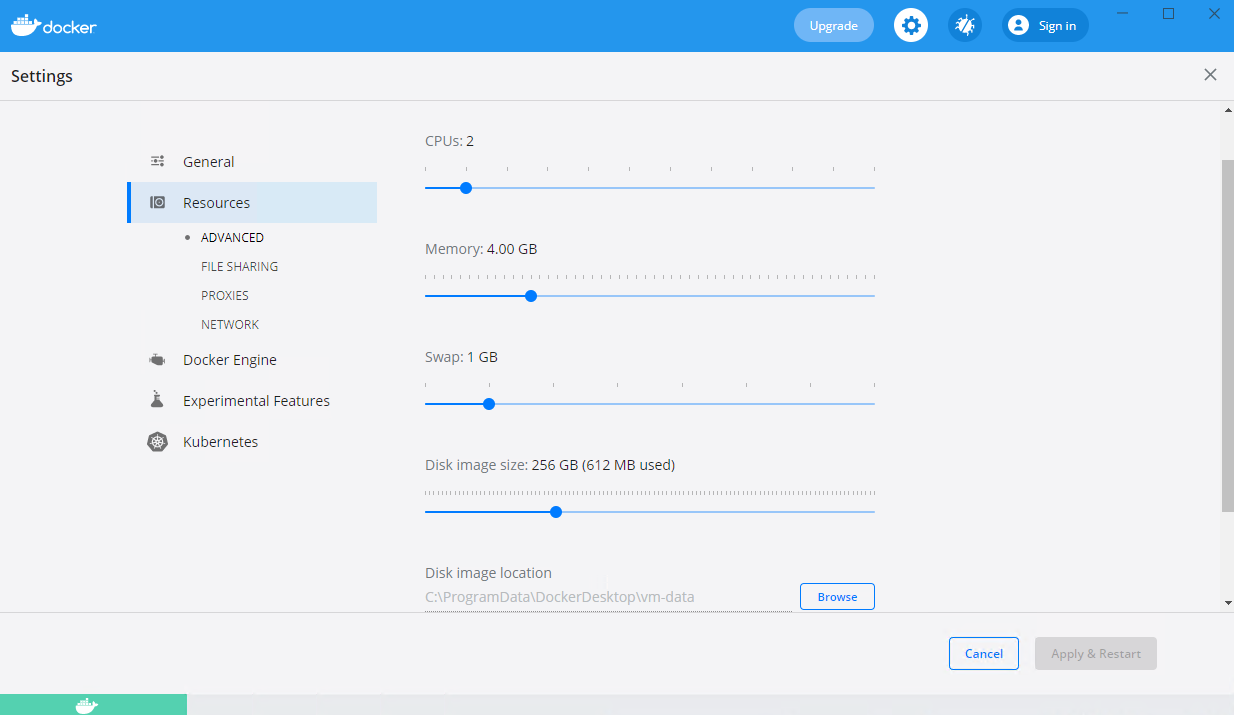 docker
Upgrade
Sign in
Settings
General
Resources
ADVANCED
FILE SHARING
PROXIES
NETWORK
Docker Engine
Experimental Features
Kubernetes
CPUs: 2
Memory: 4.00 GB
Swap: 1 GB
Disk image size: 256 GB (612 MB used)
Disk image location
C:\ProgramData\DockerDesktop\vm-data
Browse
Cancel
Apply & Restart